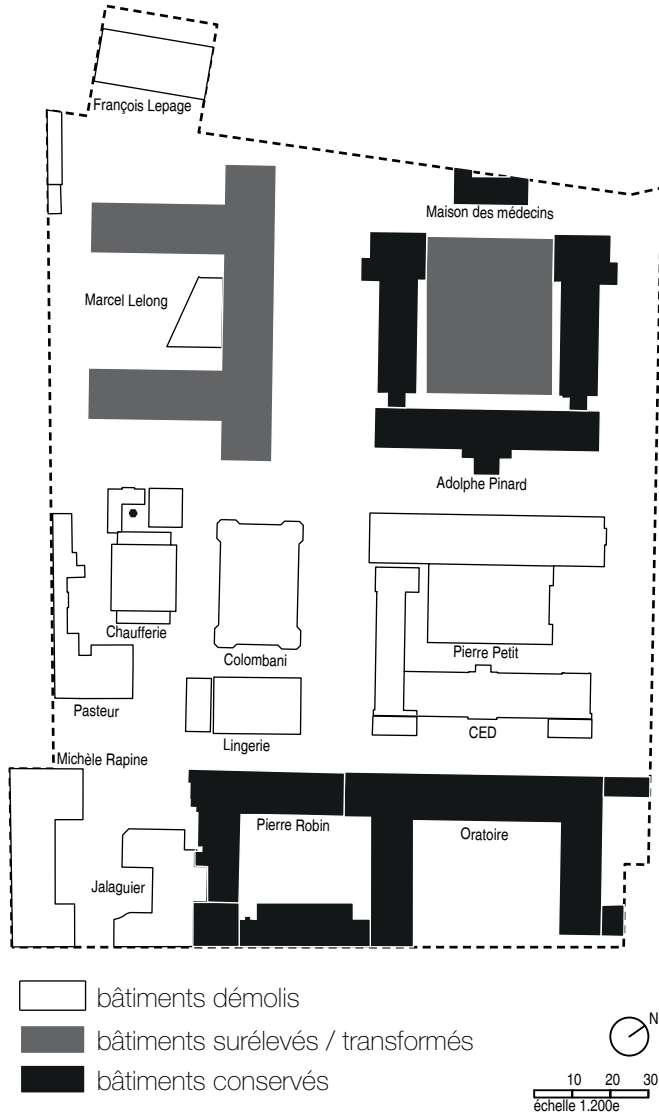 François Lepage
Maison des médecins
Marcel Lelong
Adolphe Pinard
Chaufferie
Colombani
Pierre Petit
Pasteur
Lingerie
CED
Michèle Rapine
Pierre Robin
Oratoire
Jalaguier
bâtiments démolis
bâtiments surélevés / transformés
bâtiments conservés
N
10 20 30
échelle 1.200e